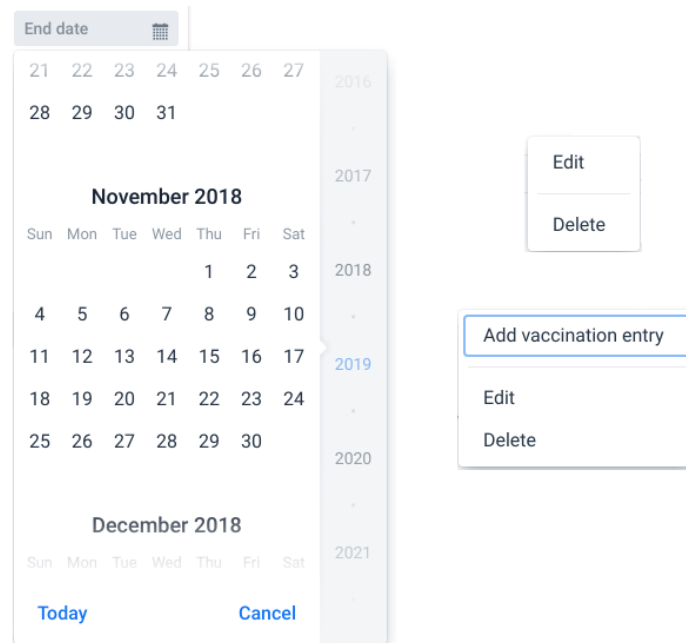 End date
21 22 23 24 25 26 27
28 29 30 31
November 2018
Sun Mon Tue Wed Thu Fri Sat
1 2 3
4 5 6 7 8 9 10
11 12 13 14 15 16 17
18 19 20 21 22 23 24
25 26 27 28 29 30
December 2018
Sun Mon Tue Wed Thu Fri Sat
Today Cancel
2016
2017
2018
2019
2020
2021
Edit
Delete
Add vaccination entry
Edit
Delete